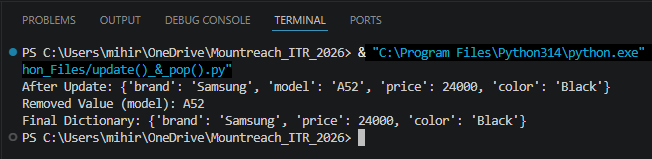 PROBLEMS OUTPUT DEBUG CONSOLE TERMINAL PORTS
PS C:\Users\mihir\OneDrive\Mountreach_ITR_2026> & "C:\Program Files\Python314\python.exe"
hon_Files/update()_&_pop().py"
After Update: {'brand': 'Samsung', 'model': 'A52', 'price': 24000, 'color': 'Black'}
Removed Value (model): A52
Final Dictionary: {'brand': 'Samsung', 'price': 24000, 'color': 'Black'}
PS C:\Users\mihir\OneDrive\Mountreach_ITR_2026>